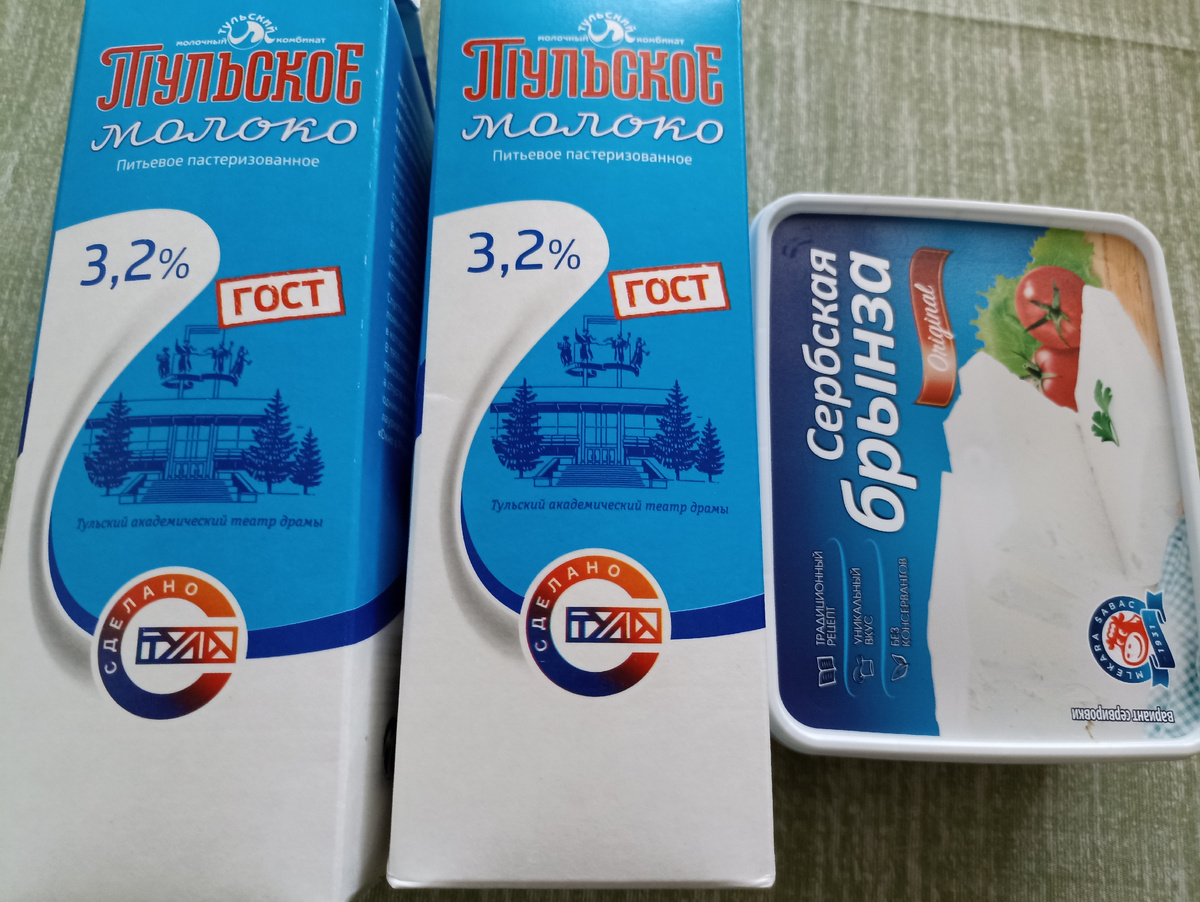 ТУЛЬСКИЙ
МОЛОЧНЫЙ КОМБИНАТ
ТУЛЬСКОЕ
молоко
Питьевое пастеризованное
3,2%
ГОСТ
Тульский академический театр драмы
СДЕЛАНО
ТУЛА
ТУЛЬСКИЙ
МОЛОЧНЫЙ КОМБИНАТ
ТУЛЬСКОЕ
молоко
Питьевое пастеризованное
3,2%
ГОСТ
Тульский академический театр драмы
СДЕЛАНО
ТУЛА
Сербская
брынза
Original
ТРАДИЦИОННЫЙ
РЕЦЕПТ
УНИКАЛЬНЫЙ
ВКУС
БЕЗ
КОНСЕРВАНТОВ
MLEKARA SABAC
1931
вариант сервировки